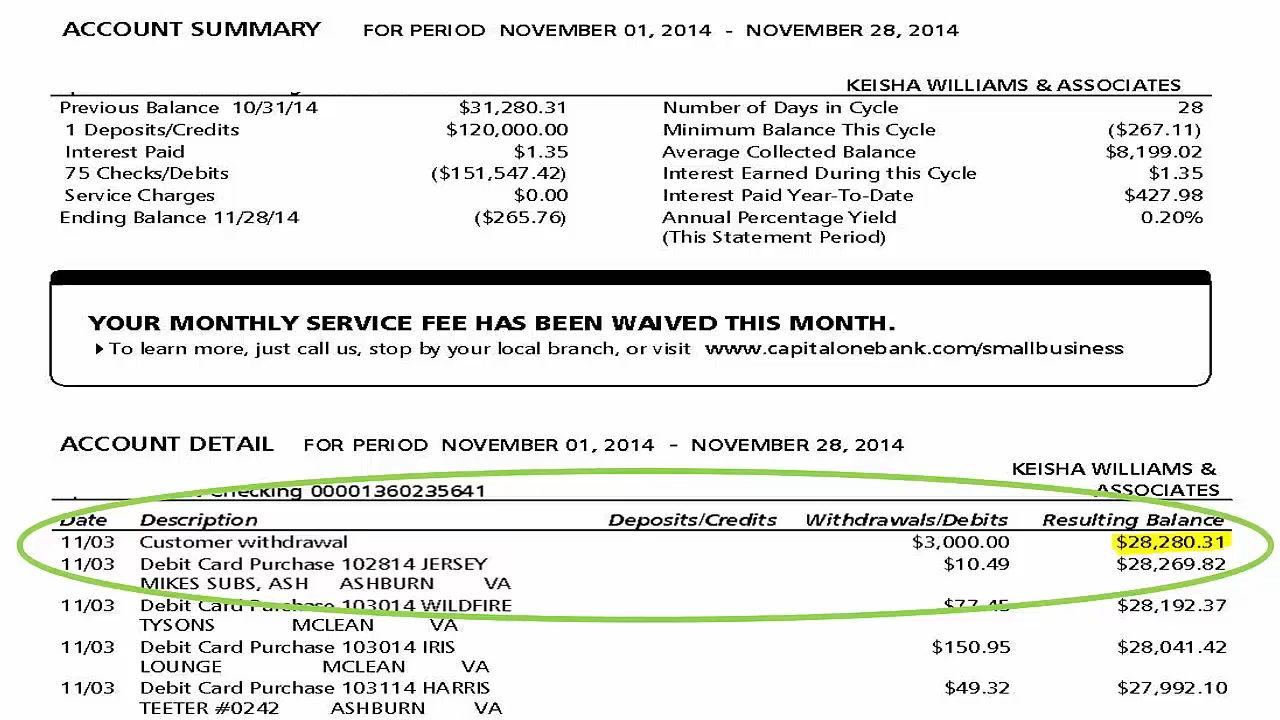 ACCOUNT SUMMARY FOR PERIOD NOVEMBER 01, 2014 - NOVEMBER 28, 2014
KEISHA WILLIAMS & ASSOCIATES
Previous Balance 10/31/14 $31,280.31 Number of Days in Cycle 28
1 Deposits/Credits $120,000.00 Minimum Balance This Cycle ($267.11)
Interest Paid $1.35 Average Collected Balance $8,199.02
75 Checks/Debits ($151,547.42) Interest Earned During this Cycle $1.35
Service Charges $0.00 Interest Paid Year-To-Date $427.98
Ending Balance 11/28/14 ($265.76) Annual Percentage Yield 0.20%
(This Statement Period)
YOUR MONTHLY SERVICE FEE HAS BEEN WAIVED THIS MONTH.
To learn more, just call us, stop by your local branch, or visit www.capitalonebank.com/smallbusiness
ACCOUNT DETAIL FOR PERIOD NOVEMBER 01, 2014 - NOVEMBER 28, 2014
KEISHA WILLIAMS &
Checking 00001360235641 ASSOCIATES
Date Description Deposits/Credits Withdrawals/Debits Resulting Balance
11/03 Customer withdrawal $3,000.00 $28,280.31
11/03 Debit Card Purchase 102814 JERSEY $10.49 $28,269.82
MIKES SUBS, ASH ASHBURN VA
11/03 Debit Card Purchase 103014 WILDFIRE $77.45 $28,192.37
TYSONS MCLEAN VA
11/03 Debit Card Purchase 103014 IRIS $150.95 $28,041.42
LOUNGE MCLEAN VA
11/03 Debit Card Purchase 103114 HARRIS $49.32 $27,992.10
TEETER #0242 ASHBURN VA